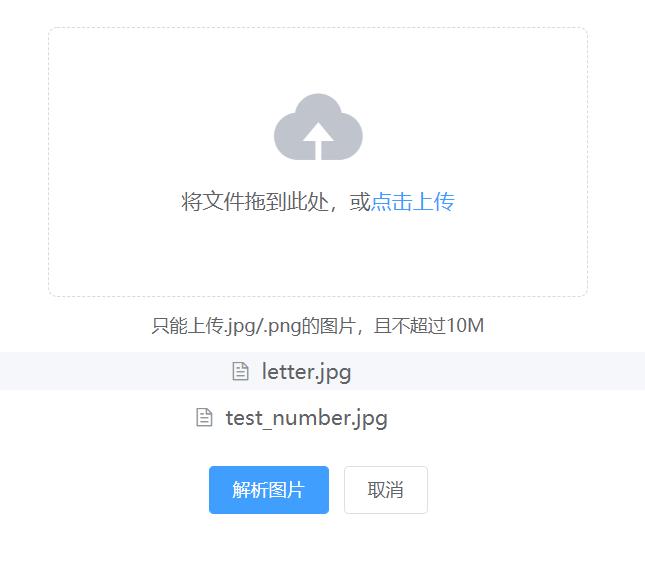 将文件拖到此处，或点击上传
只能上传.jpg/.png的图片，且不超过10M
letter.jpg
test_number.jpg
解析图片 取消